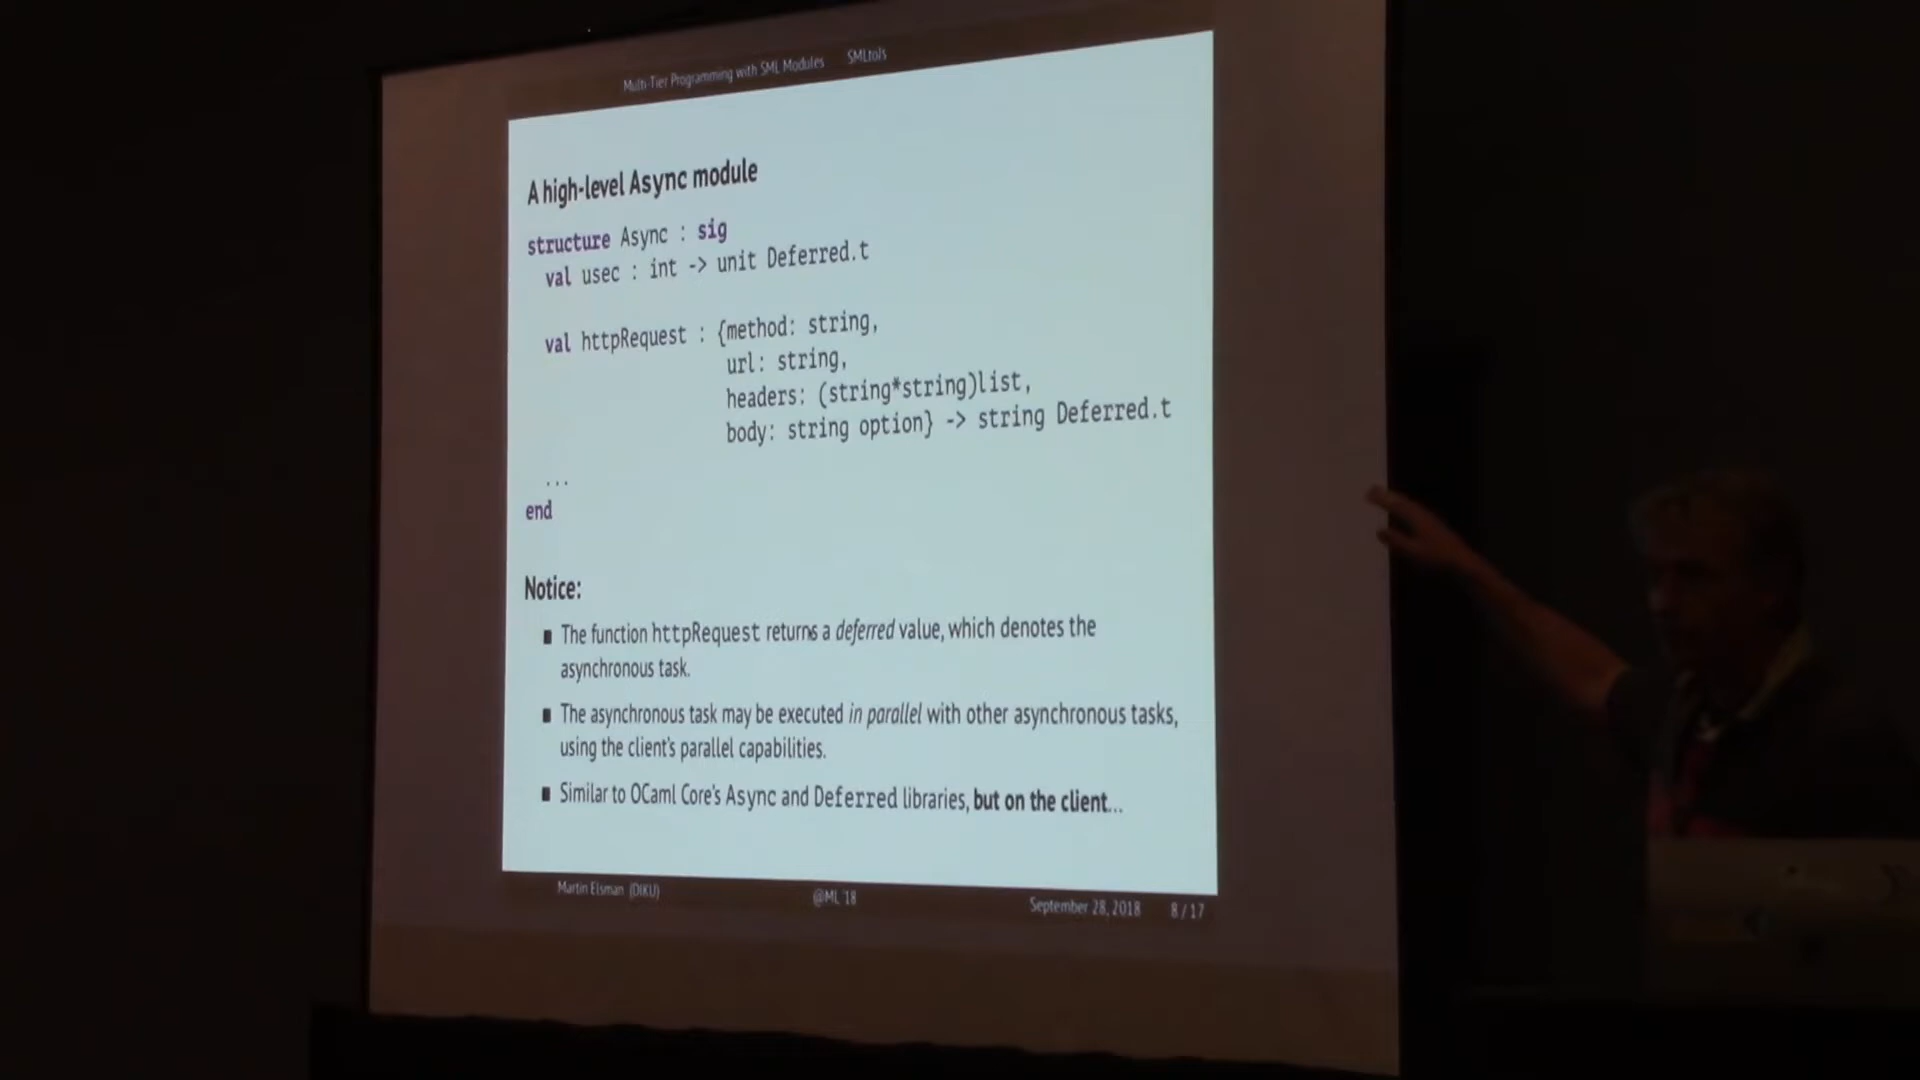 Multi-Tier Programming with SML Modules SMLtoJs
A high-level Async module
structure Async : sig
val usec : int -> unit Deferred.t
val httpRequest : {method: string,
url: string,
headers: (string*string)list,
body: string option} -> string Deferred.t
...
end
Notice:
■ The function httpRequest returns a deferred value, which denotes the
asynchronous task.
■ The asynchronous task may be executed in parallel with other asynchronous tasks,
using the client's parallel capabilities.
■ Similar to OCaml Core's Async and Deferred libraries, but on the client...
Martin Elsman (DIKU) @ML '18 September 28, 2018 8 / 17